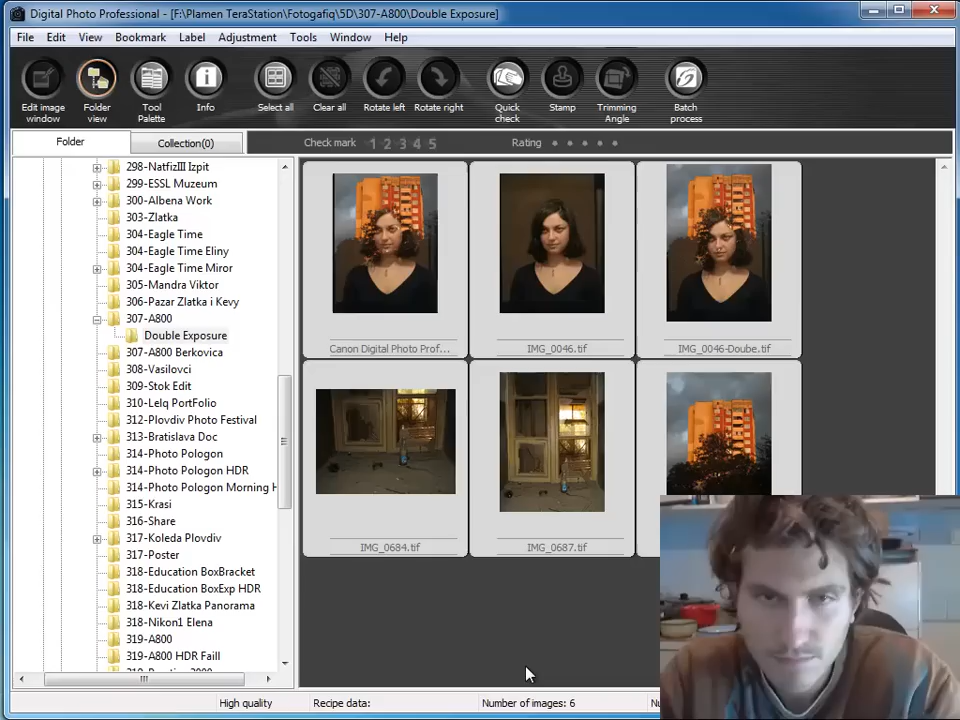 Digital Photo Professional - [F:\Plamen TeraStation\Fotogafiq\5D\307-A800\Double Exposure]
File Edit View Bookmark Label Adjustment Tools Window Help
Edit image window
Folder view
Tool Palette
Info
Select all
Clear all
Rotate left
Rotate right
Quick check
Stamp
Trimming Angle
Batch process
Folder
Collection(0)
Check mark 1 2 3 4 5
Rating
298-NatfizIII Izpit
299-ESSL Muzeum
300-Albena Work
303-Zlatka
304-Eagle Time
304-Eagle Time Eliny
304-Eagle Time Miror
305-Mandra Viktor
306-Pazar Zlatka i Kevy
307-A800
Double Exposure
307-A800 Berkovica
308-Vasilovci
309-Stok Edit
310-Lelq PortFolio
312-Plovdiv Photo Festival
313-Bratislava Doc
314-Photo Pologon
314-Photo Pologon HDR
314-Photo Pologon Morning H
315-Krasi
316-Share
317-Koleda Plovdiv
317-Poster
318-Education BoxBracket
318-Education BoxExp HDR
318-Kevi Zlatka Panorama
318-Nikon1 Elena
319-A800
319-A800 HDR Faill
Canon Digital Photo Prof...
IMG_0046.tif
IMG_0046-Doube.tif
IMG_0684.tif
IMG_0687.tif
High quality
Recipe data:
Number of images: 6